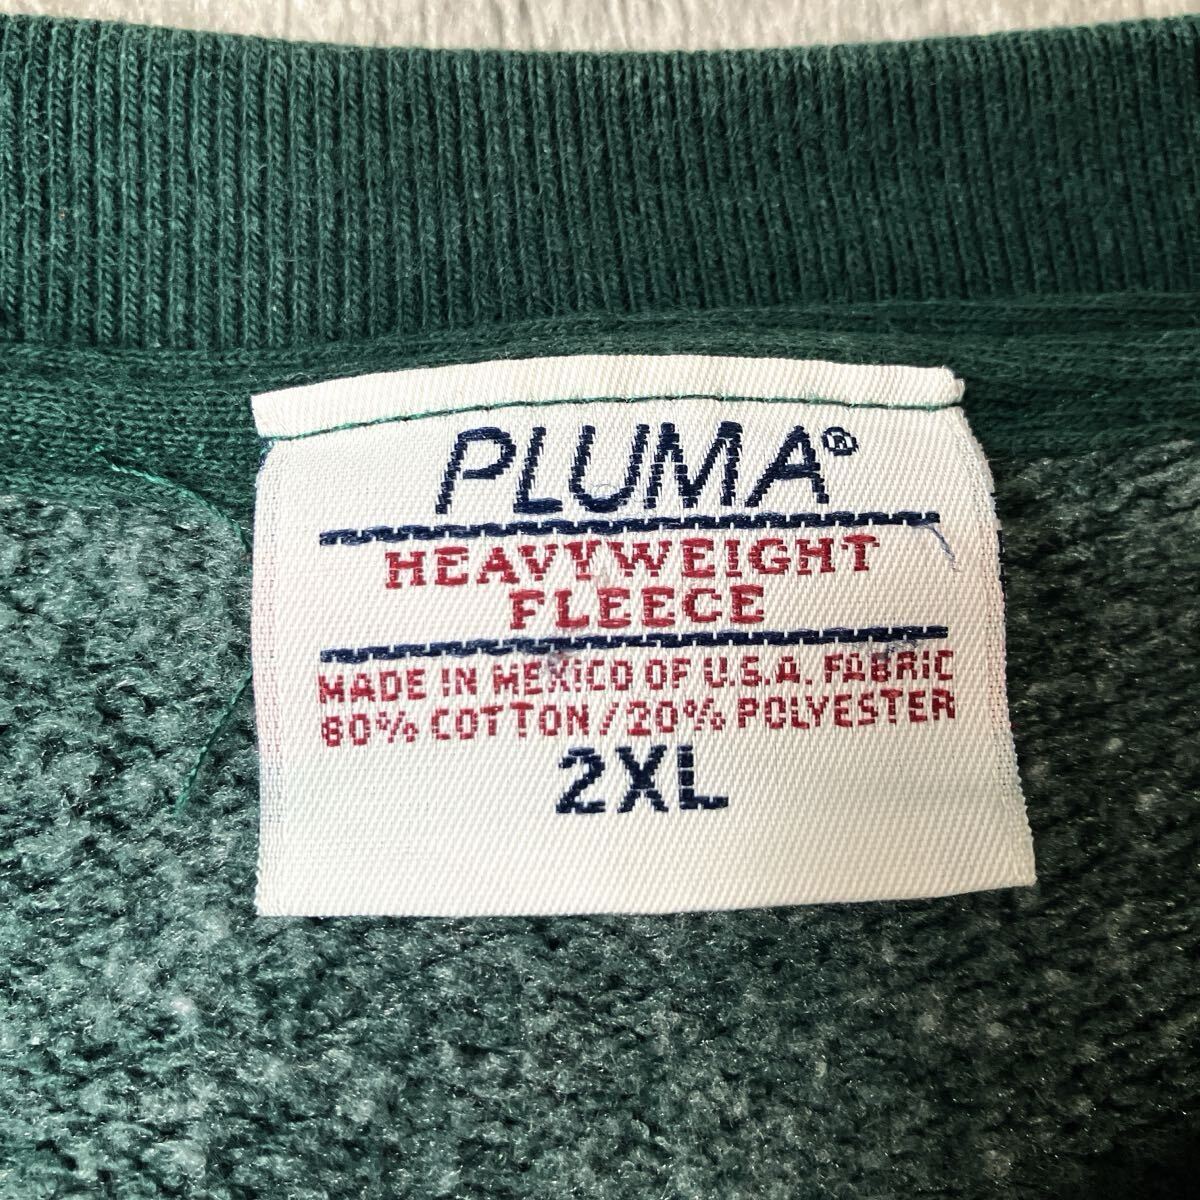 PLUMA®
HEAVYWEIGHT
FLEECE
MADE IN MEXICO OF U.S.A. FABRIC
80% COTTON/20% POLYESTER
2XL